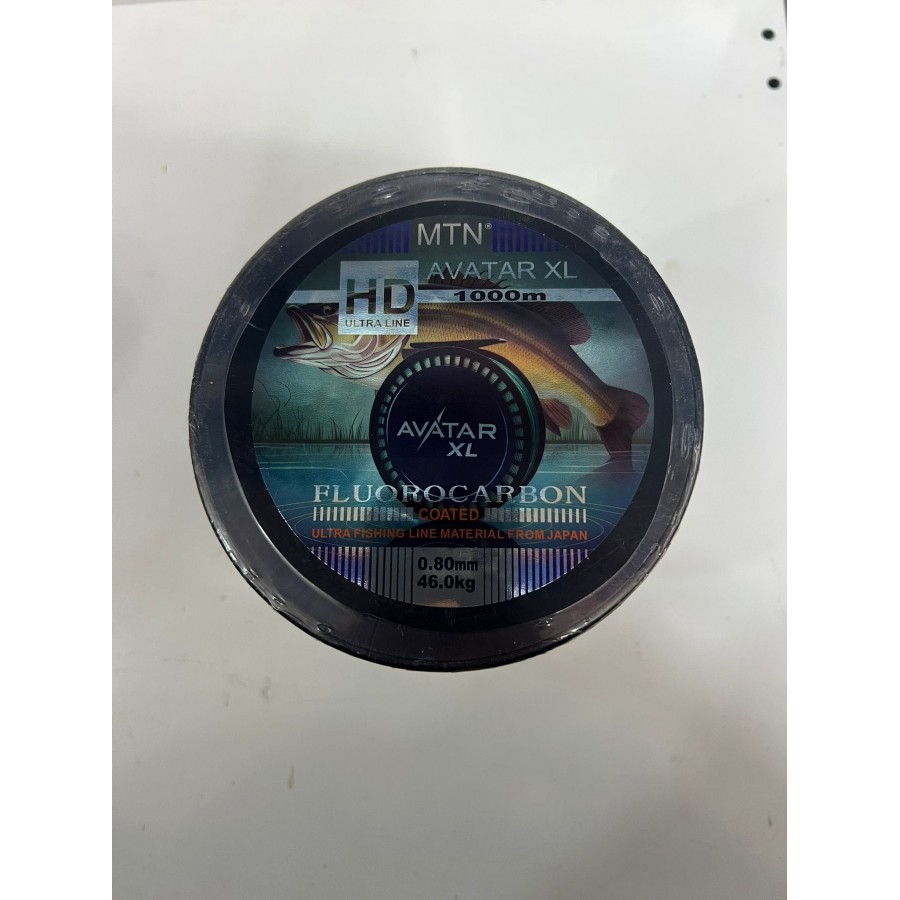 MTN®
AVATAR XL
HD
1000m
ULTRA LINE
AVATAR
XL
FLUOROCARBON
COATED
ULTRA FISHING LINE MATERIAL FROM JAPAN
0.80mm
46.0kg